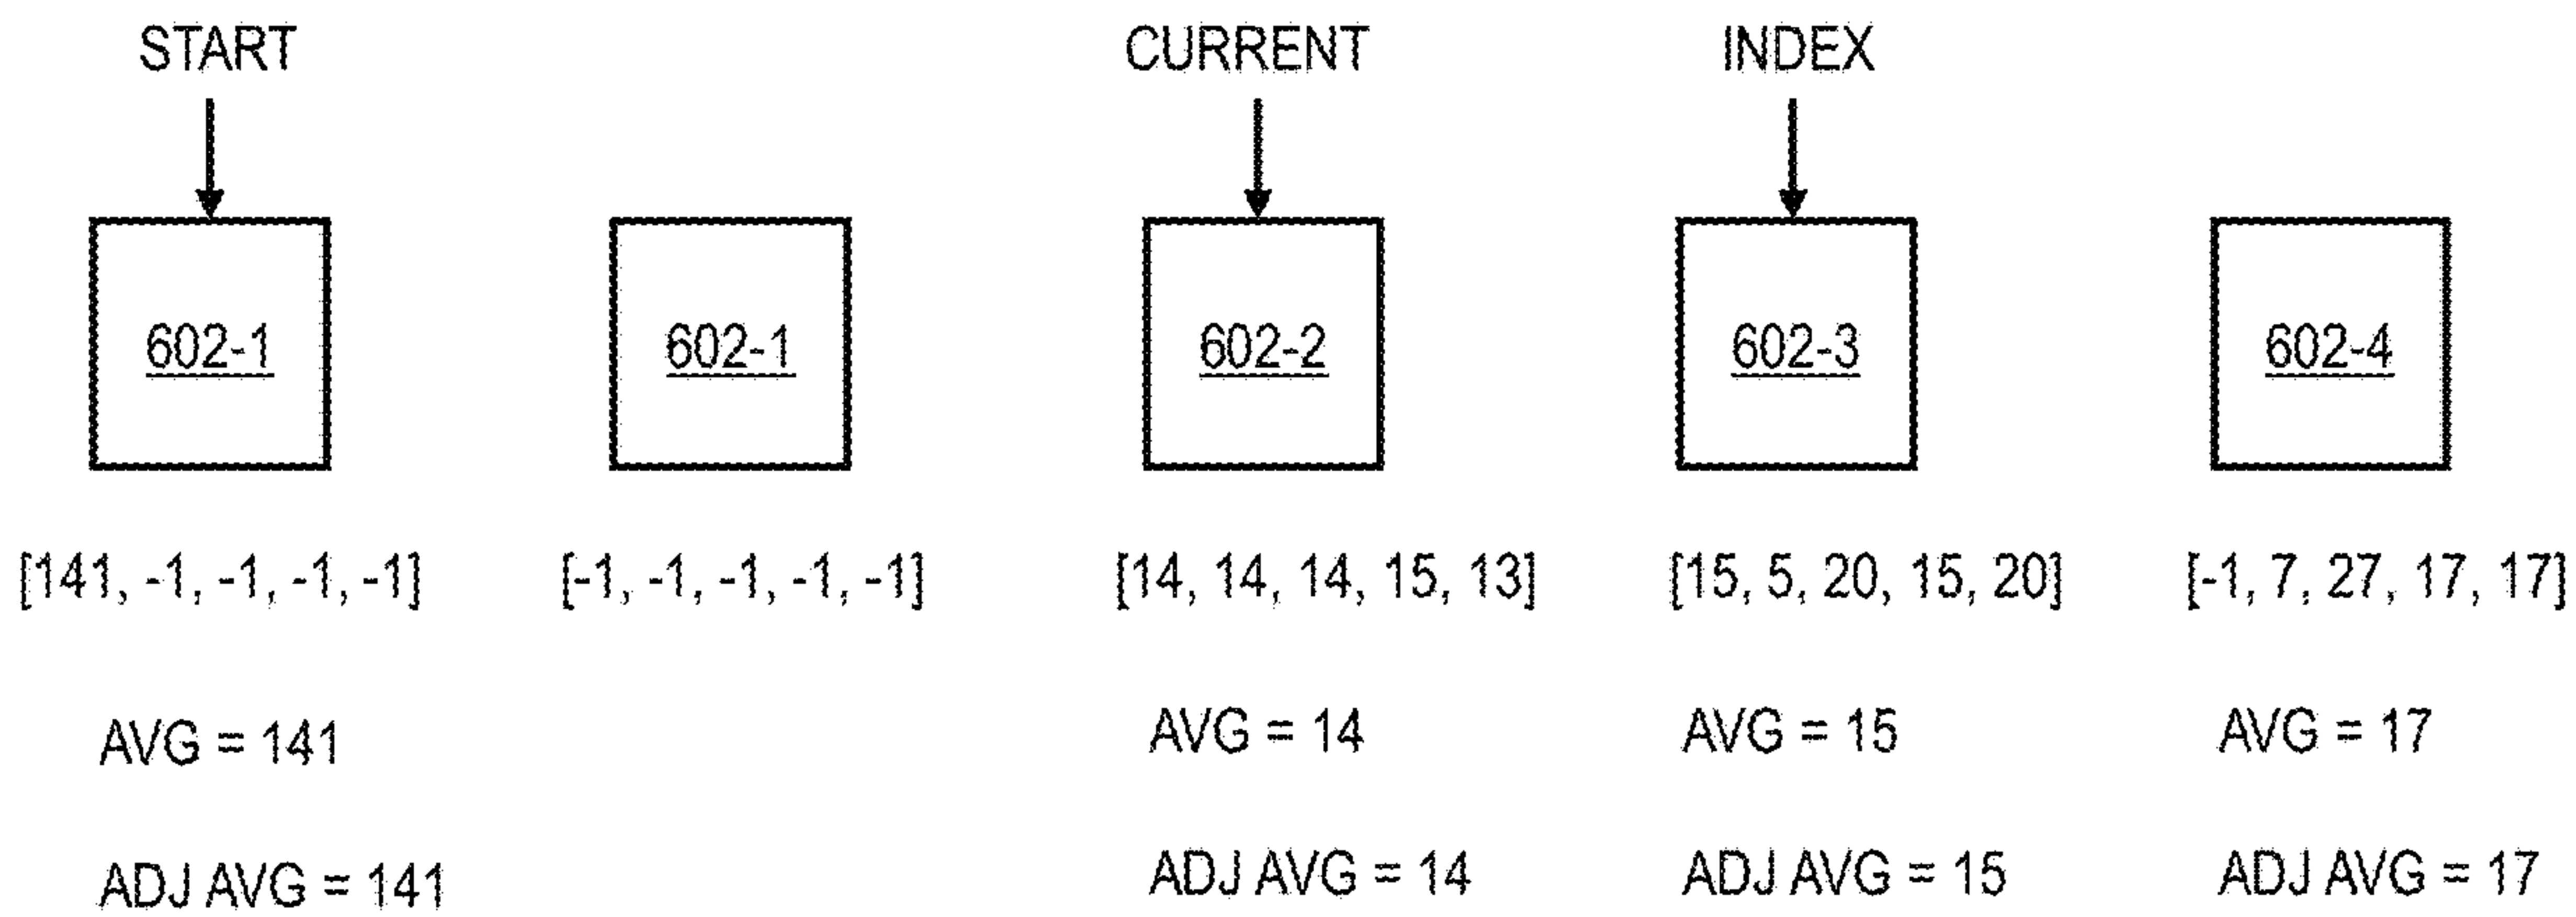 START CURRENT INDEX
602-1 602-1 602-2 602-3 602-4
[141, -1, -1, -1, -1] [-1, -1, -1, -1, -1] [14, 14, 14, 15, 13] [15, 5, 20, 15, 20] [-1, 7, 27, 17, 17]
AVG = 141 AVG = 14 AVG = 15 AVG = 17
ADJ AVG = 141 ADJ AVG = 14 ADJ AVG = 15 ADJ AVG = 17